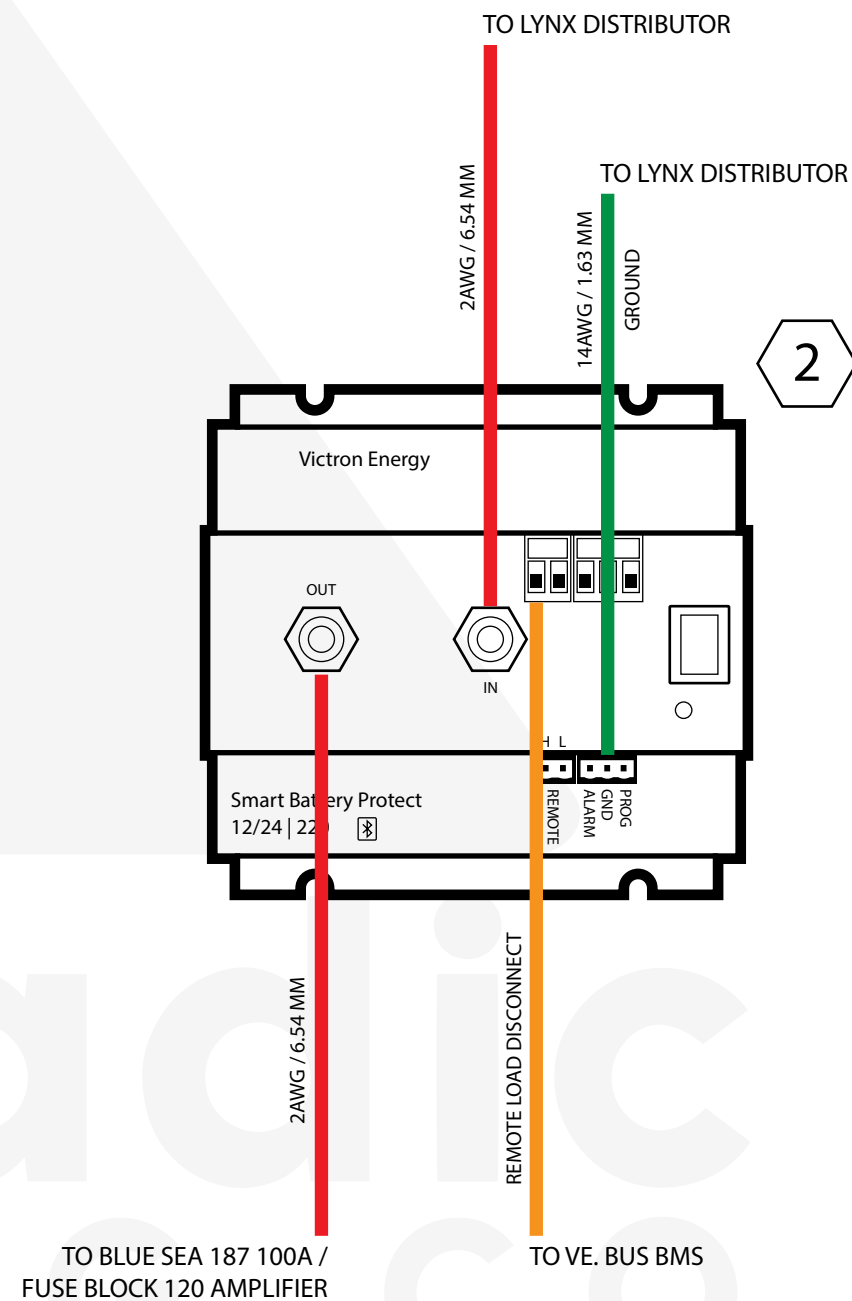 TO LYNX DISTRIBUTOR
2AWG / 6.54 MM
TO LYNX DISTRIBUTOR
14AWG / 1.63 MM
GROUND
2
Victron Energy
OUT
IN
H L
REMOTE
ALARM
GND
PROG
Smart Battery Protect
12/24 | 220
2AWG / 6.54 MM
REMOTE LOAD DISCONNECT
TO BLUE SEA 187 100A /
FUSE BLOCK 120 AMPLIFIER
TO VE. BUS BMS
adic